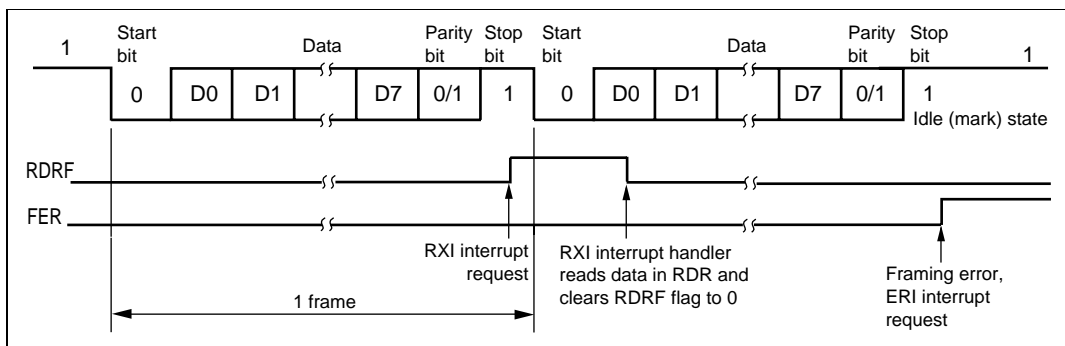 1
Start bit
Data
Parity bit
Stop bit
Start bit
Data
Parity bit
Stop bit
1
0
D0
D1
D7
0/1
1
0
D0
D1
D7
0/1
1
Idle (mark) state
RDRF
FER
RXI interrupt
request
RXI interrupt handler
reads data in RDR and
clears RDRF flag to 0
Framing error,
ERI interrupt
request
1 frame